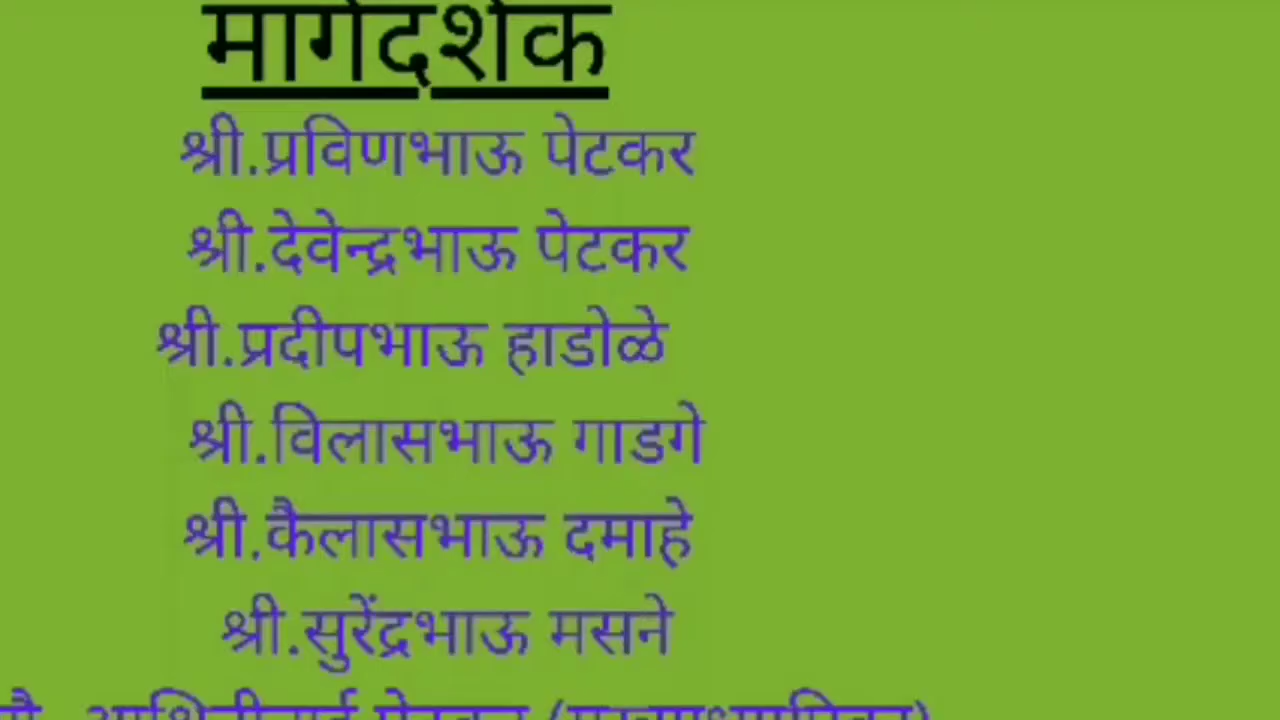 मार्गदर्शक
श्री.प्रविणभाऊ पेटकर
श्री.देवेन्द्रभाऊ पेटकर
श्री.प्रदीपभाऊ हाडोळे
श्री.विलासभाऊ गाडगे
श्री.कैलासभाऊ दमाहे
श्री.सुरेंद्रभाऊ मसने